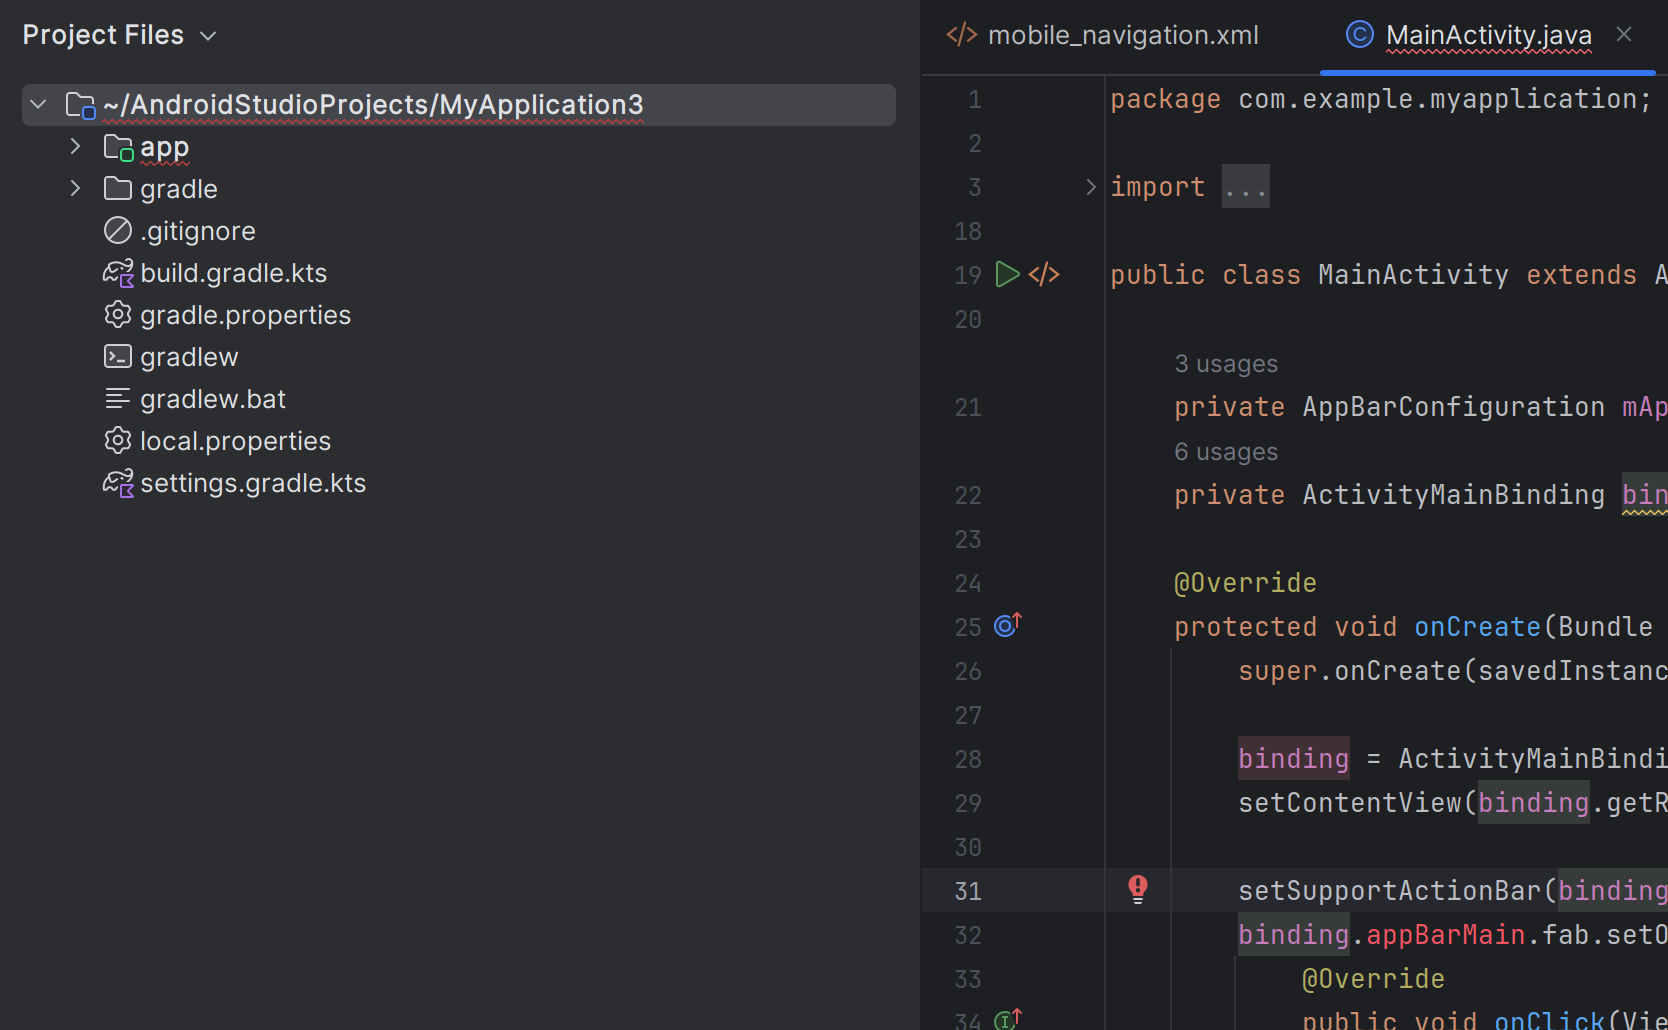 Project Files
~/AndroidStudioProjects/MyApplication3
app
gradle
.gitignore
build.gradle.kts
gradle.properties
gradlew
gradlew.bat
local.properties
settings.gradle.kts
mobile_navigation.xml
MainActivity.java
1 package com.example.myapplication;
2
3 import ...
18
19 public class MainActivity extends A
20
3 usages
21 private AppBarConfiguration mAp
6 usages
22 private ActivityMainBinding bin
23
24 @Override
25 protected void onCreate(Bundle
26 super.onCreate(savedInstanc
27
28 binding = ActivityMainBindi
29 setContentView(binding.getR
30
31 setSupportActionBar(binding
32 binding.appBarMain.fab.setO
33 @Override
34 public void onClick(Vie